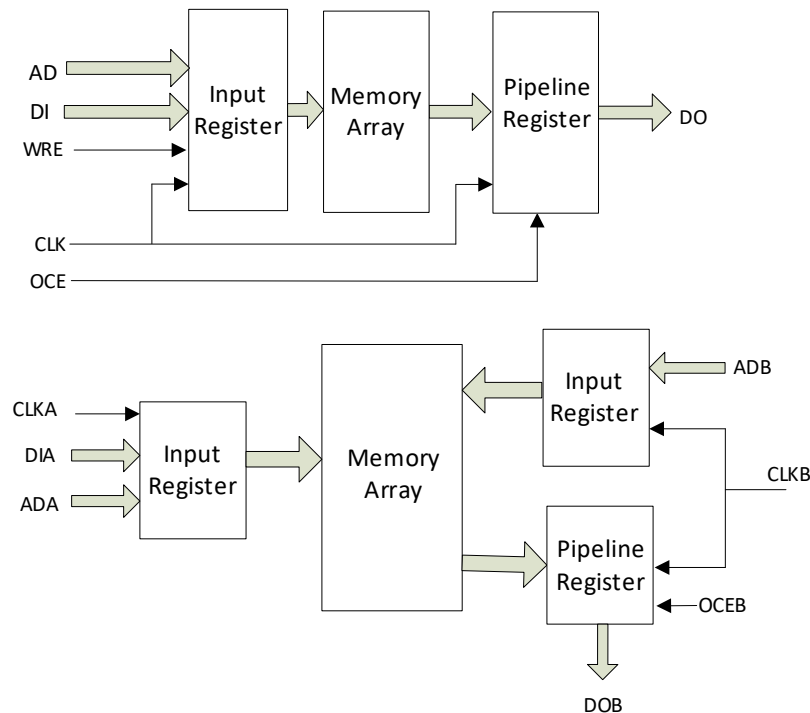 AD
DI
WRE
CLK
OCE
Input
Register
Memory
Array
Pipeline
Register
DO
CLKA
DIA
ADA
Input
Register
Memory
Array
Input
Register
ADB
CLKB
Pipeline
Register
OCEB
DOB